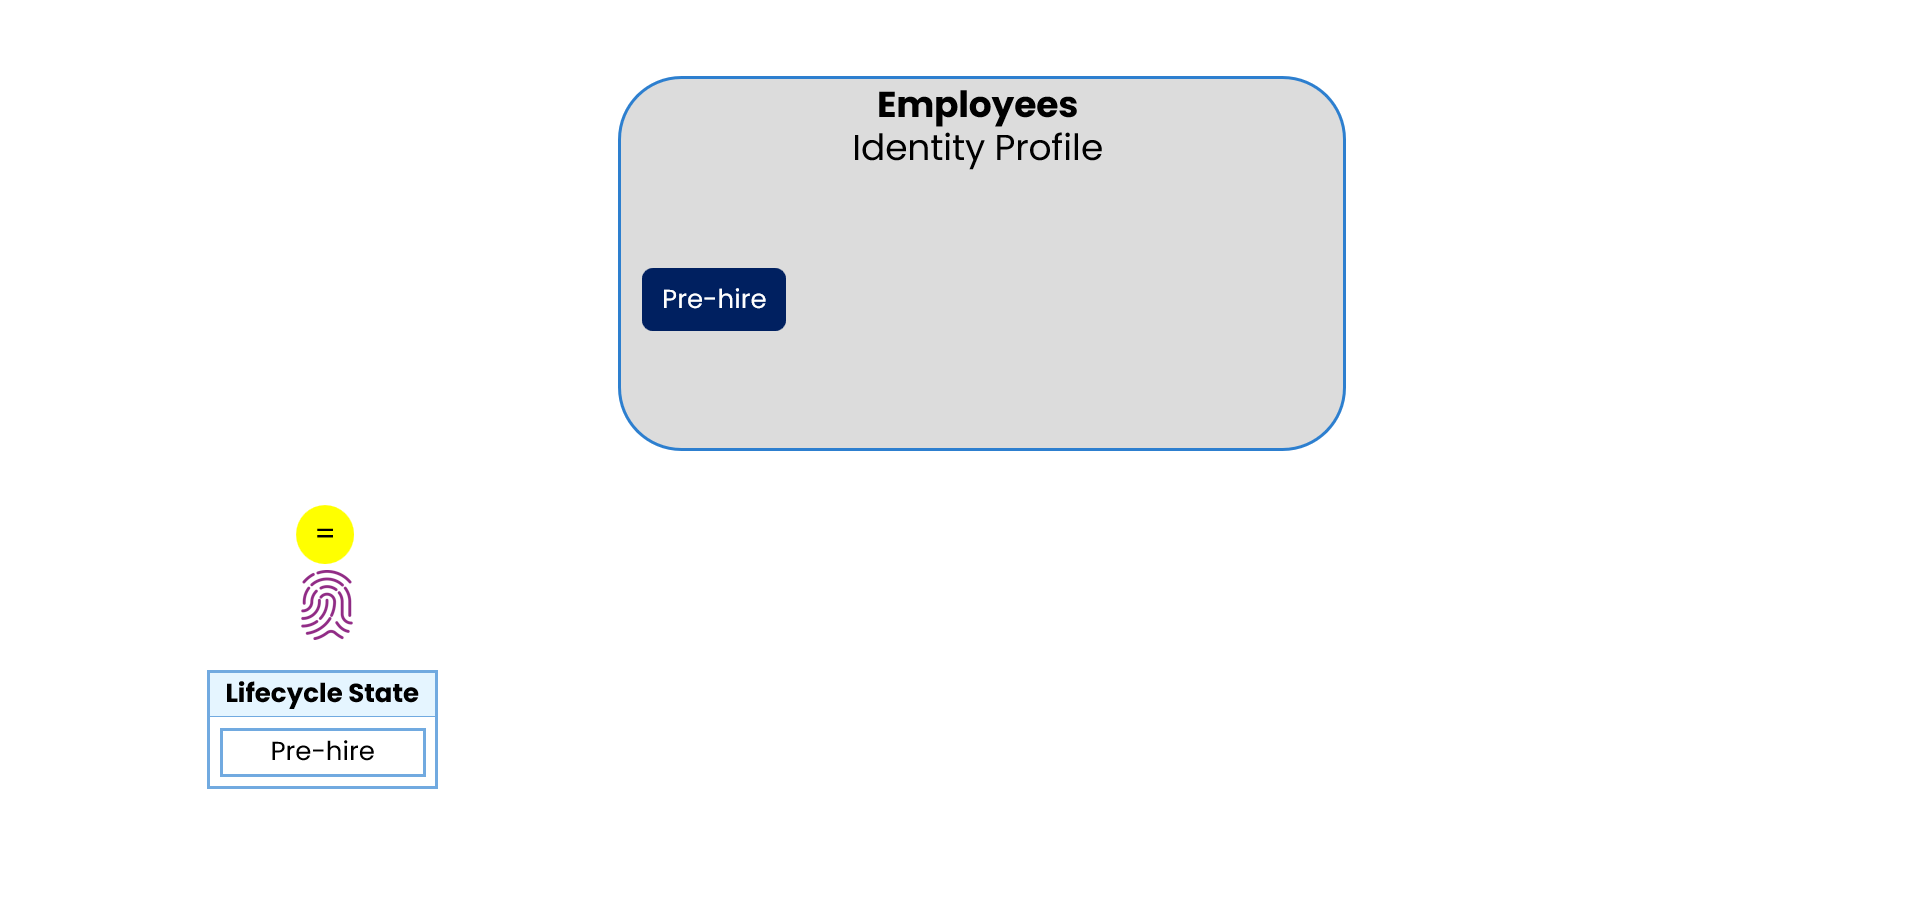 Employees
Identity Profile
Pre-hire
=
Lifecycle State
Pre-hire